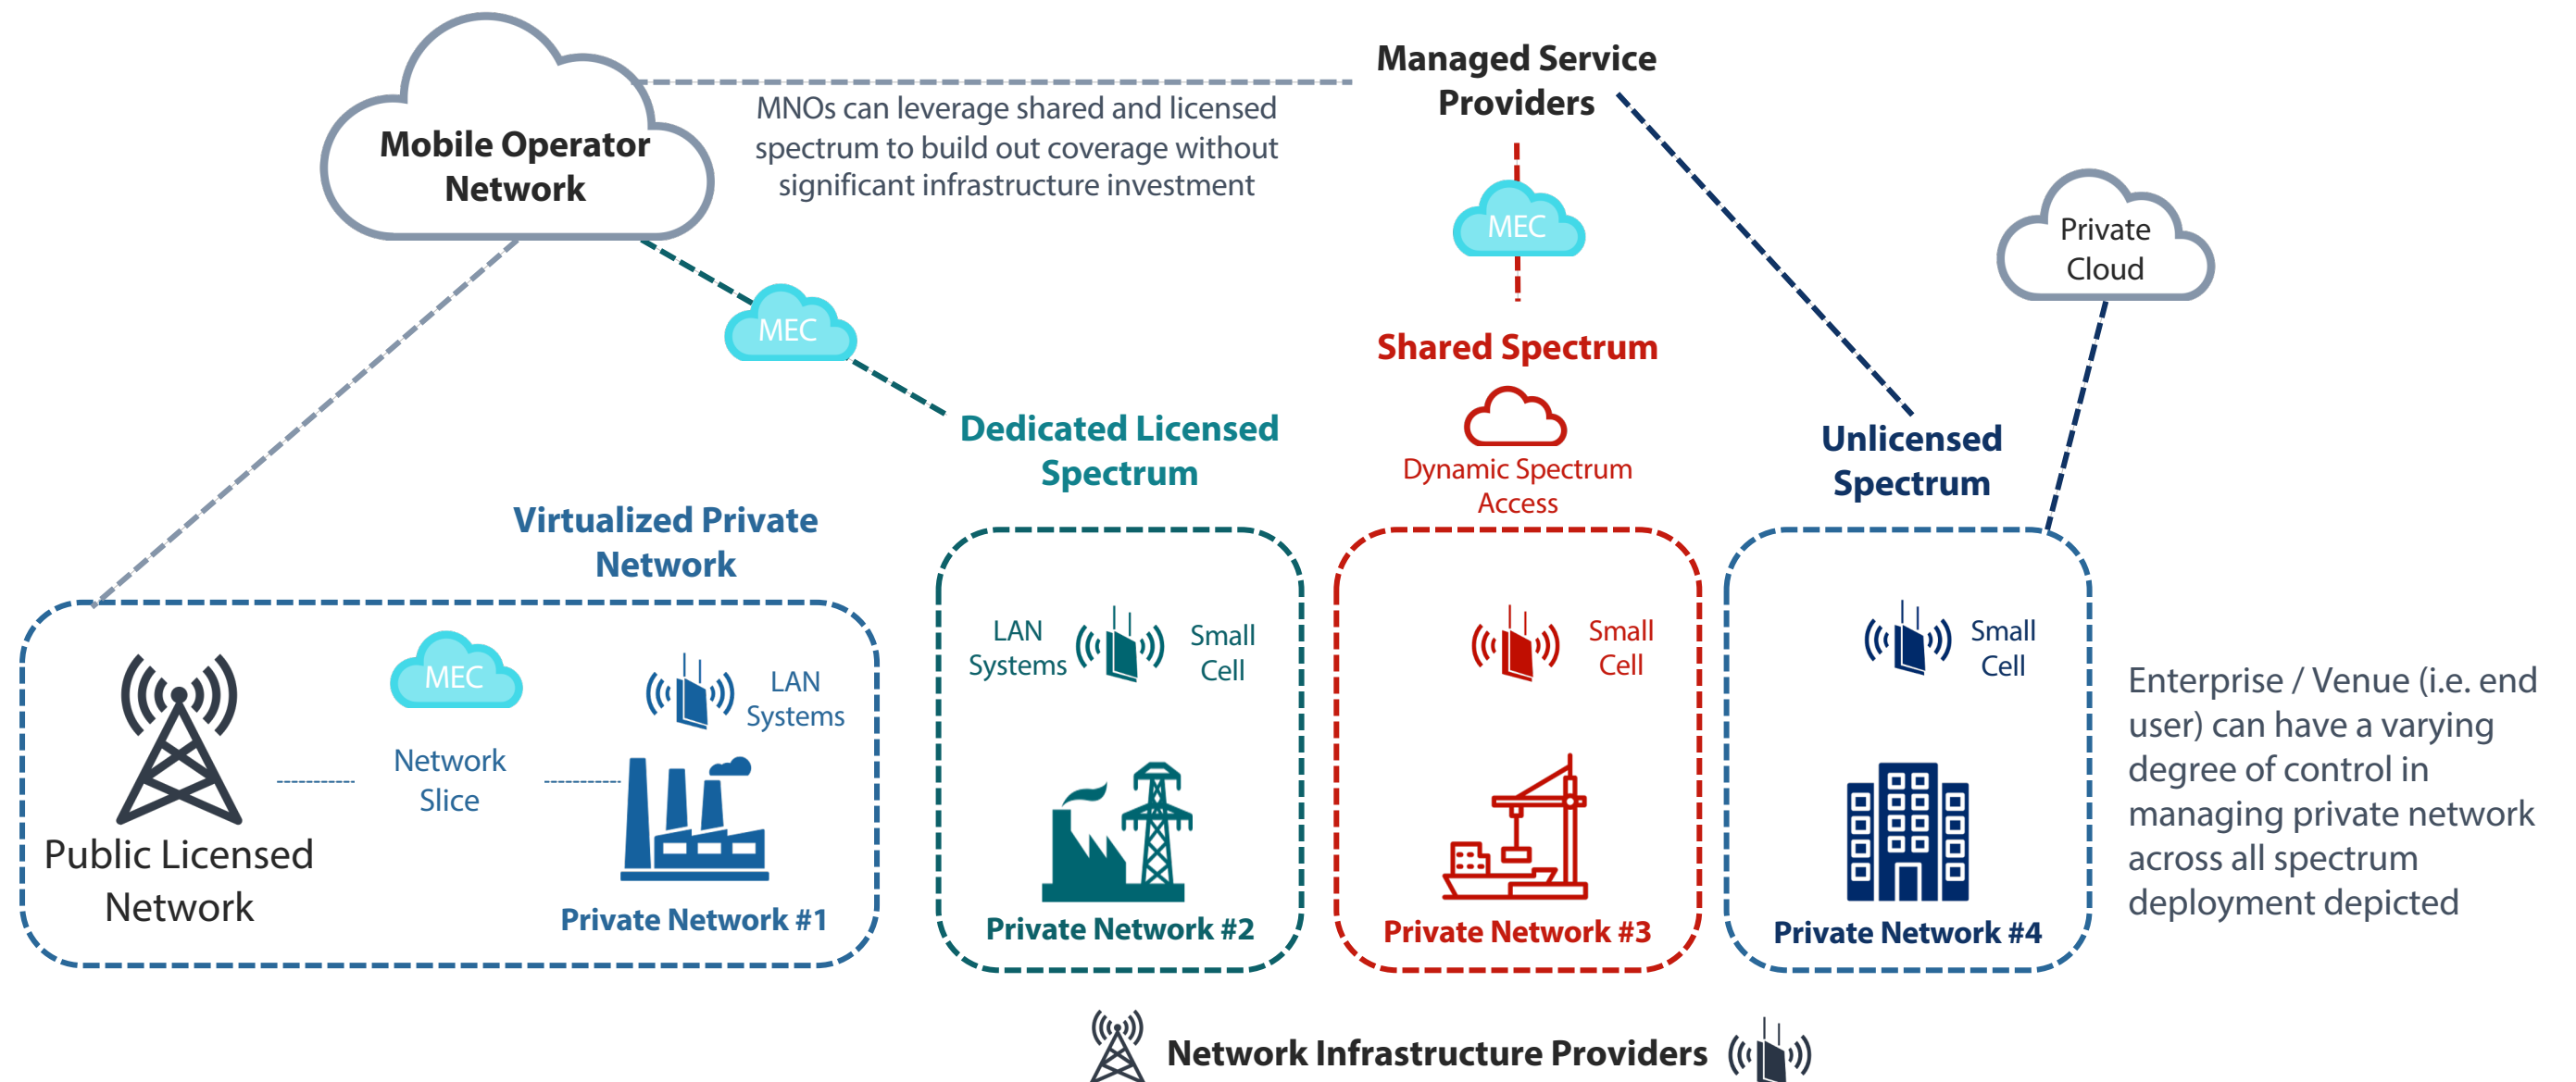 Managed Service
Providers
MNOs can leverage shared and licensed
spectrum to build out coverage without
significant infrastructure investment
Mobile Operator
Network
MEC
Private
Cloud
MEC
Shared Spectrum
Dedicated Licensed
Spectrum
Dynamic Spectrum
Access
Unlicensed
Spectrum
Virtualized Private
Network
MEC
LAN
Systems
Network
Slice
Public Licensed
Network
Private Network #1
LAN
Systems
Small
Cell
Private Network #2
Small
Cell
Private Network #3
Small
Cell
Private Network #4
Enterprise / Venue (i.e. end
user) can have a varying
degree of control in
managing private network
across all spectrum
deployment depicted
Network Infrastructure Providers